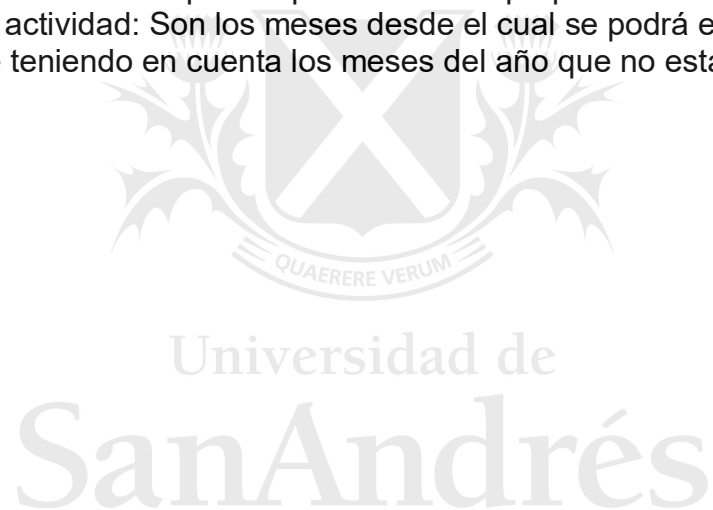 actividad: Son los meses desde el cual se podrá e
teniendo en cuenta los meses del año que no esta
QUAERERE VERUM
Universidad de
SanAndrés